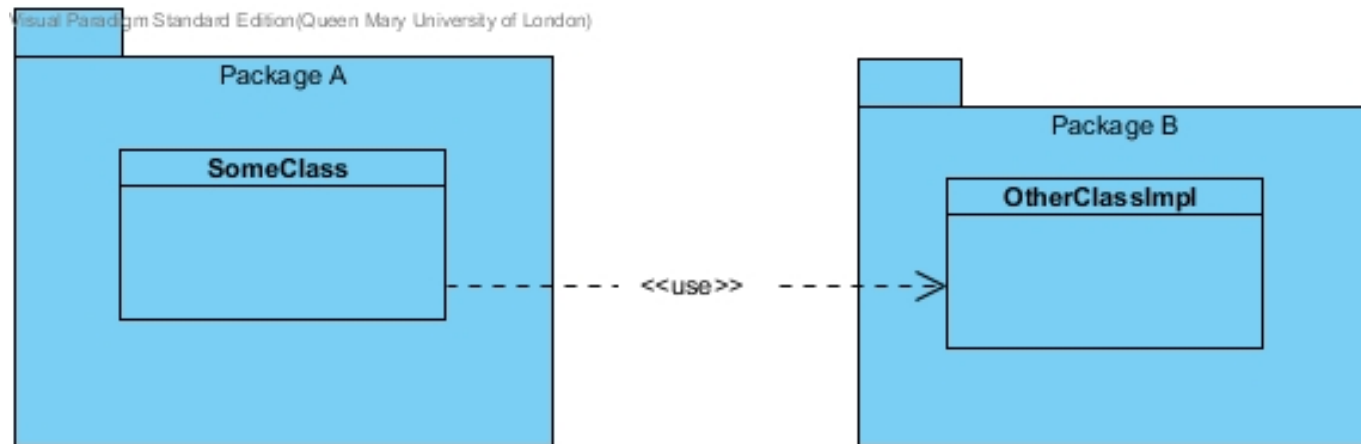 Visual Paradigm Standard Edition(Queen Mary University of London)
Package A
SomeClass
<<use>>
Package B
OtherClassImpl